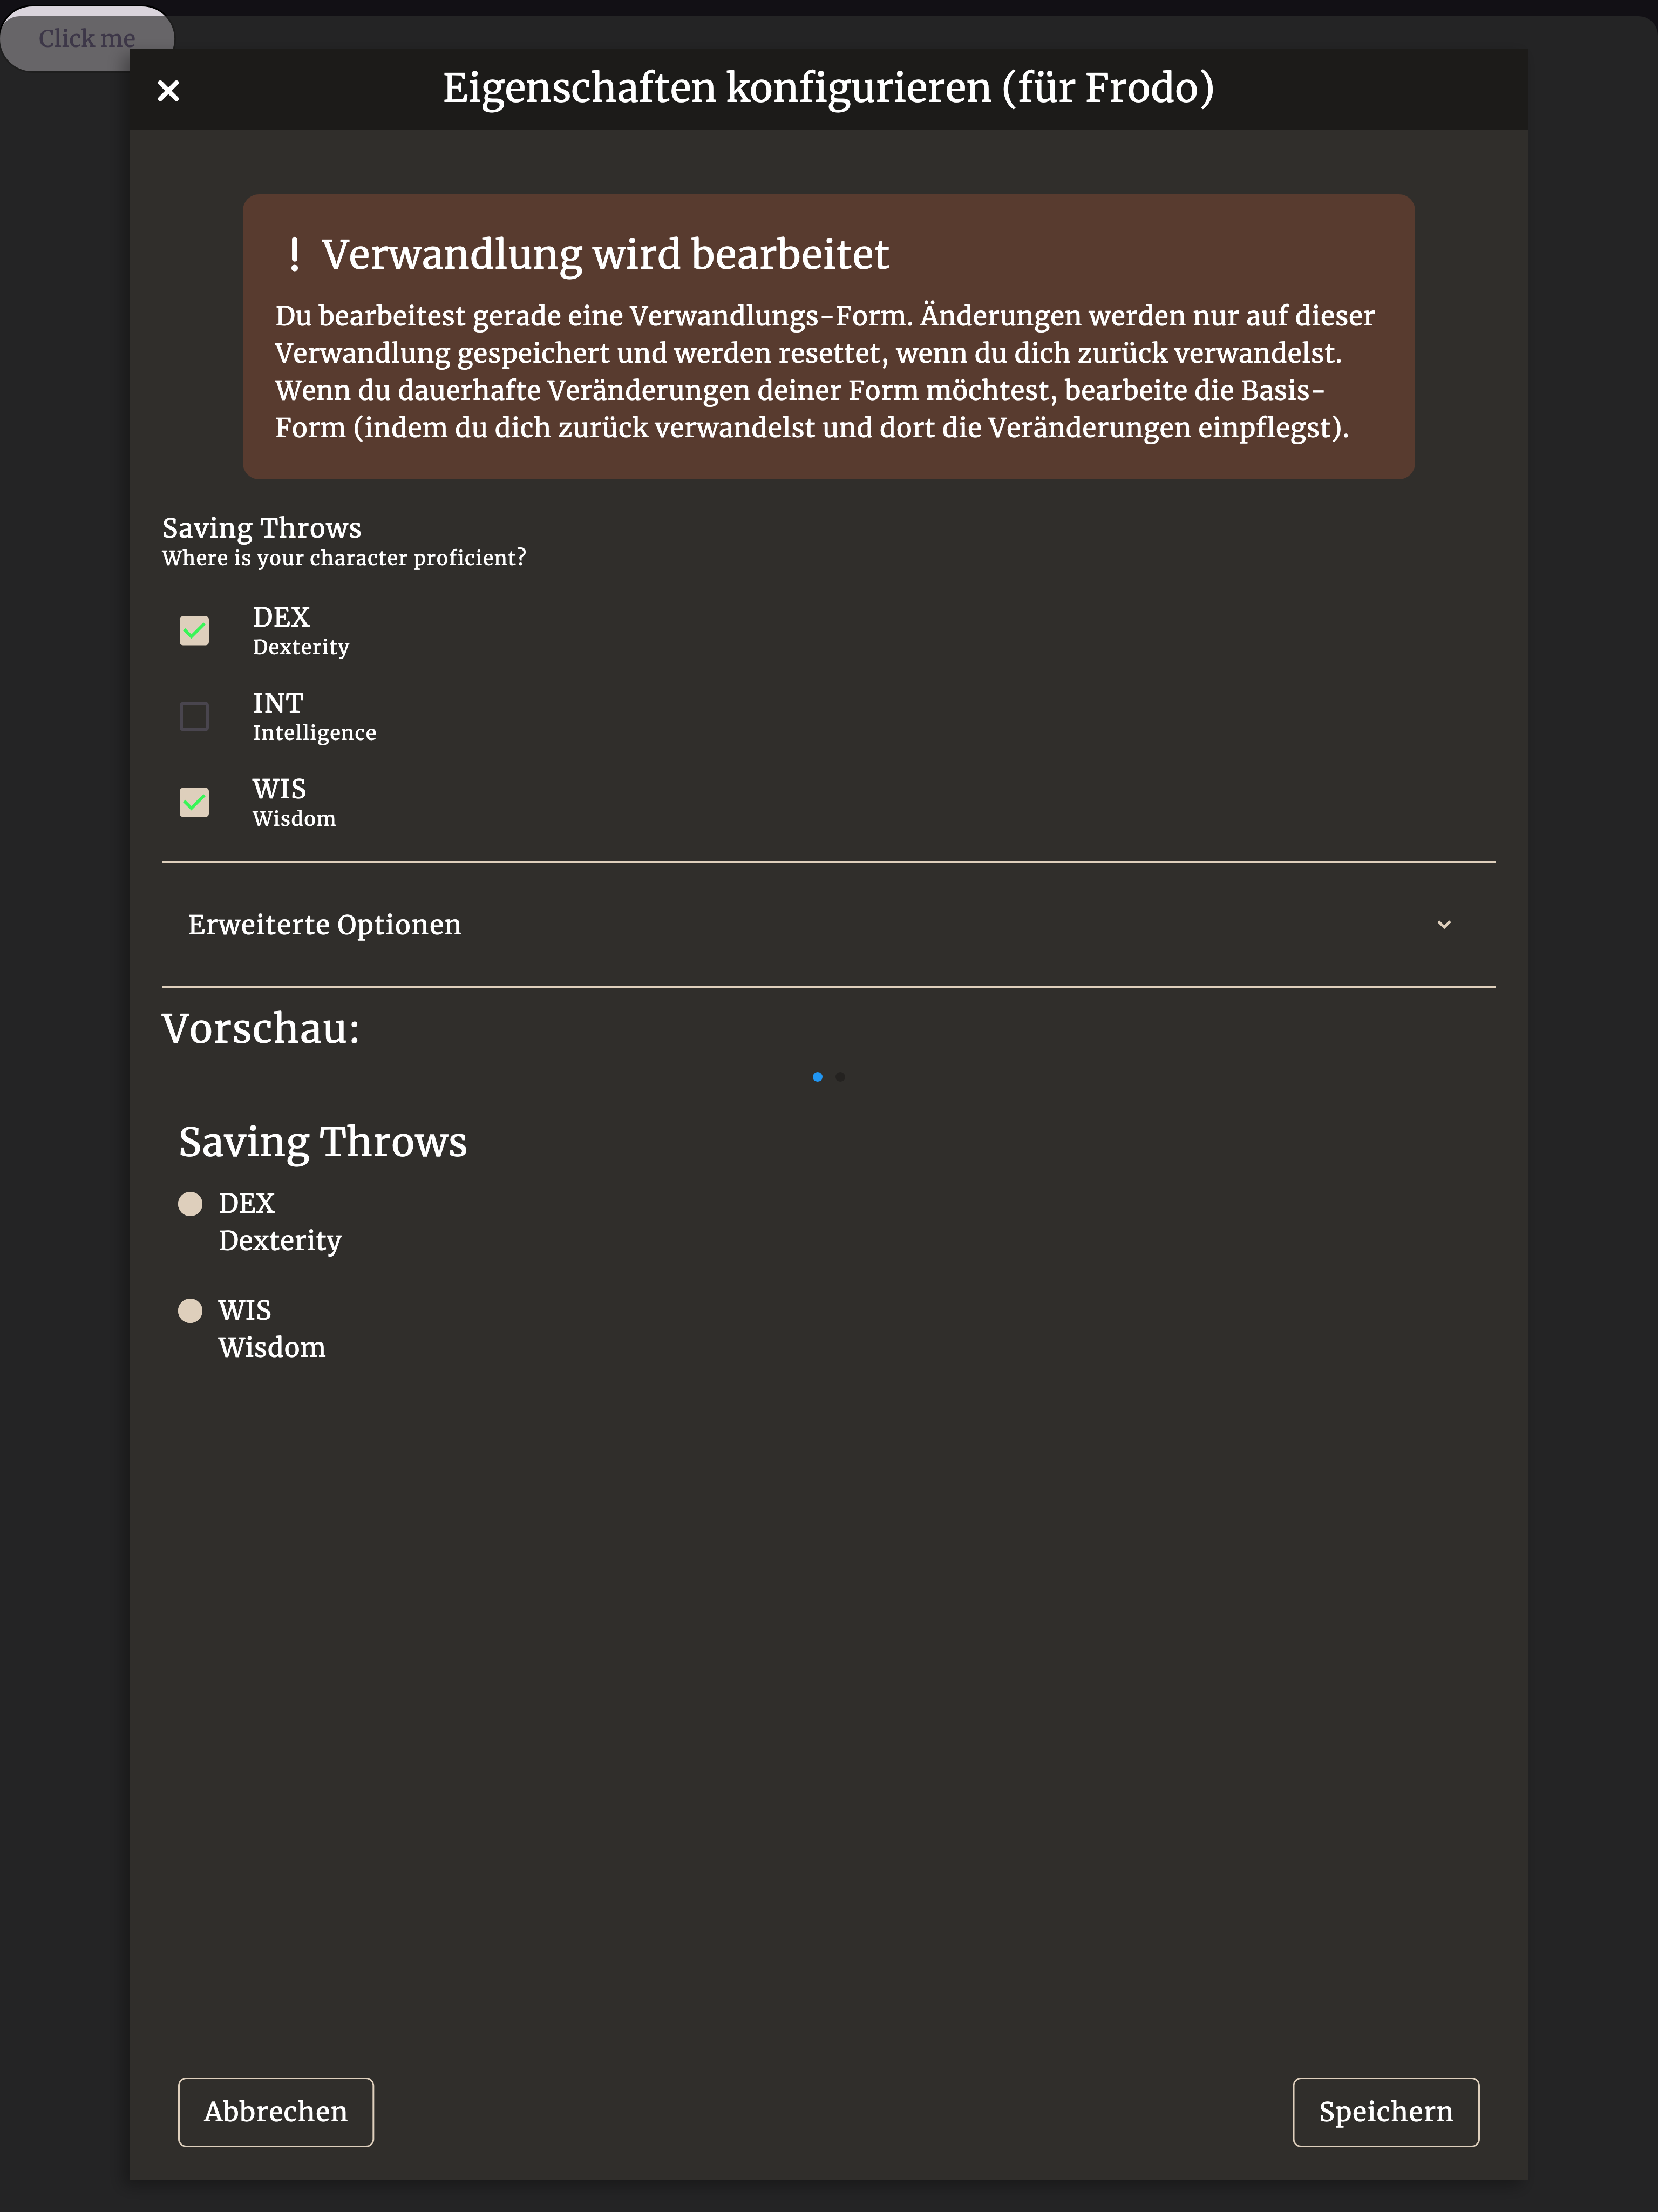 Click me
Eigenschaften konfigurieren (für Frodo)
! Verwandlung wird bearbeitet
Du bearbeitest gerade eine Verwandlungs-Form. Änderungen werden nur auf dieser
Verwandlung gespeichert und werden resettet, wenn du dich zurück verwandelst.
Wenn du dauerhafte Veränderungen deiner Form möchtest, bearbeite die Basis-
Form (indem du dich zurück verwandelst und dort die Veränderungen einpflegst).
Saving Throws
Where is your character proficient?
DEX
Dexterity
INT
Intelligence
WIS
Wisdom
Erweiterte Optionen
Vorschau:
Saving Throws
DEX
Dexterity
WIS
Wisdom
Abbrechen
Speichern